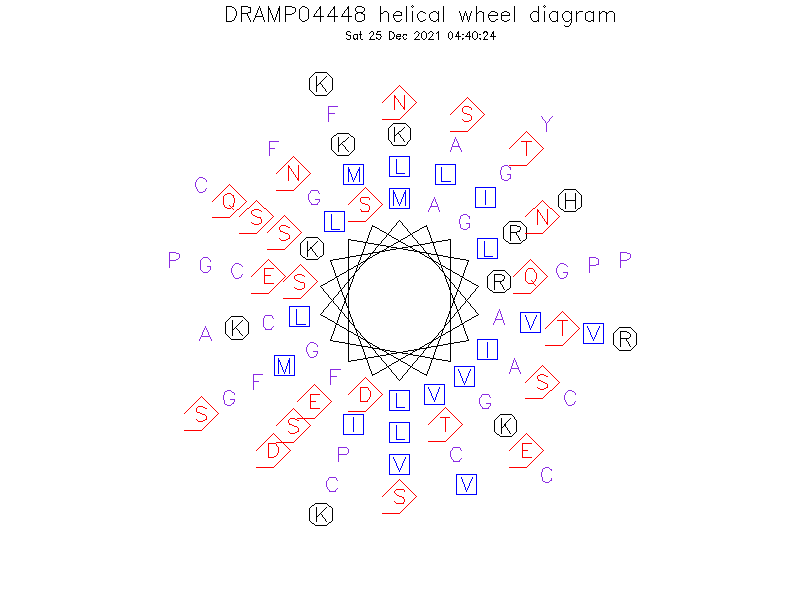 DRAMP04448 helical wheel diagram
Sat 25 Dec 2021 04:40:24
K
N
F S
Y
K
F K A T
L
N M L G
C
Q G S M A I H
S L G N
S R
K L
P G P P
C E S R Q G
L A
C V
A K T V R
G I
M A
F F V S
G E D L V G C
S
S I T K
L
D P C E
V
C
C V
S
K